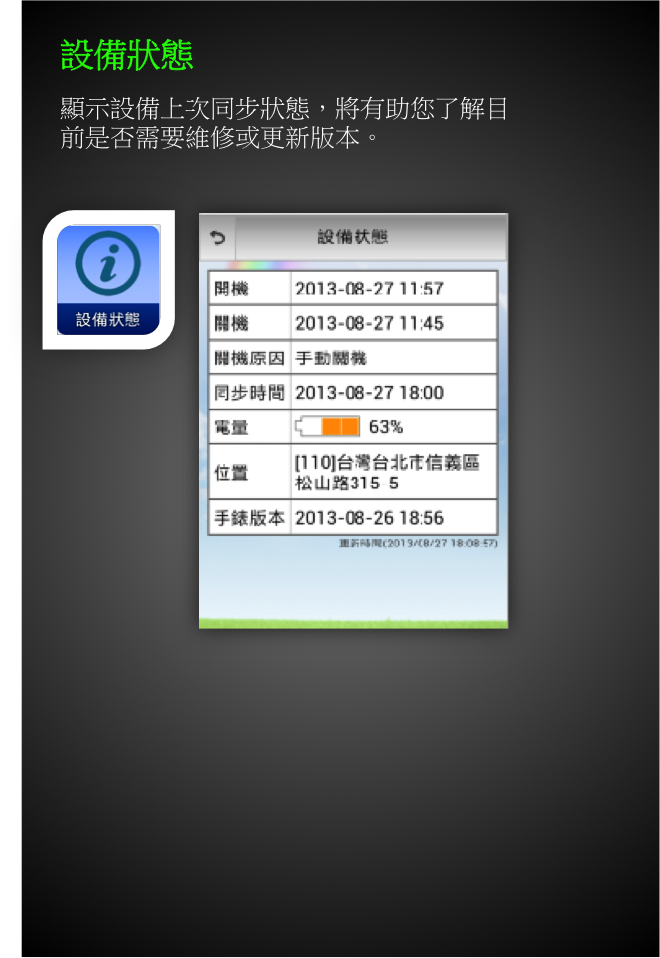 設備狀態
顯示設備上次同步狀態，將有助您了解目
前是否需要維修或更新版本。
設備狀態
設備狀態
開機 2013-08-27 11:57
關機 2013-08-27 11:45
關機原因 手動關機
同步時間 2013-08-27 18:00
電量 63%
位置 [110]台灣台北市信義區
松山路315 5
手錶版本 2013-08-26 18:56
更新時間(2013/08/27 18:08:57)